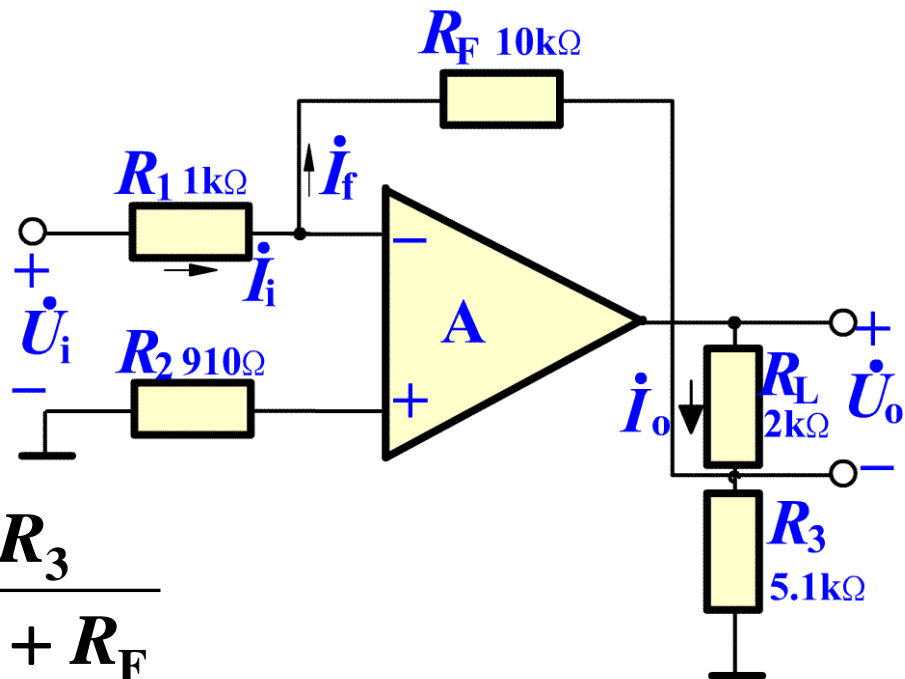 R_F 10kΩ
R_1 1kΩ
İ_f
−
İ_i
+
U̇_i
−
A
R_2 910Ω
+
İ_o
R_L
2kΩ
+
U̇_o
−
R_3
5.1kΩ
R_3
+ R_F